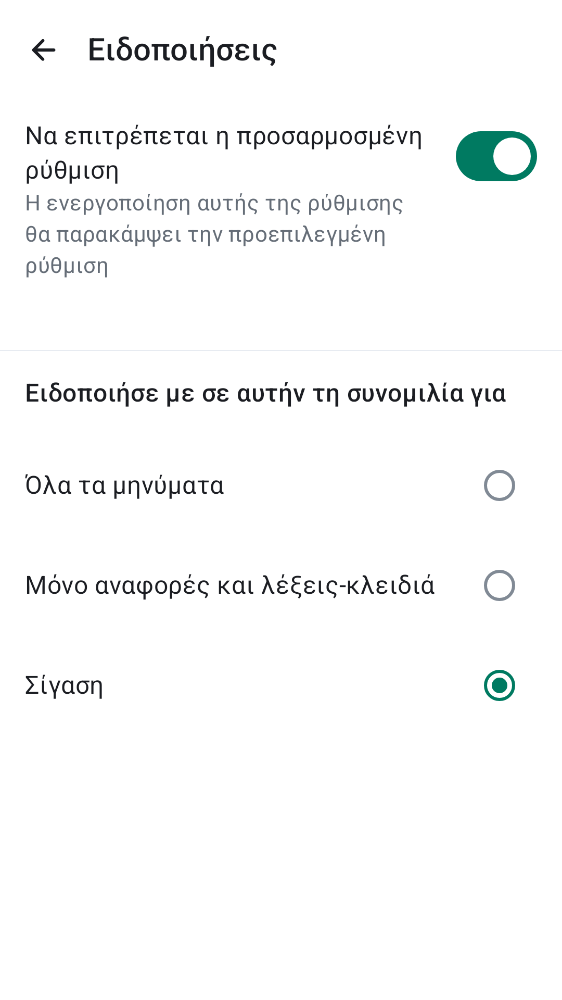 Ειδοποιήσεις
Να επιτρέπεται η προσαρμοσμένη
ρύθμιση
Η ενεργοποίηση αυτής της ρύθμισης
θα παρακάμψει την προεπιλεγμένη
ρύθμιση
Ειδοποιήσε με σε αυτήν τη συνομιλία για
Όλα τα μηνύματα
Μόνο αναφορές και λέξεις-κλειδιά
Σίγαση